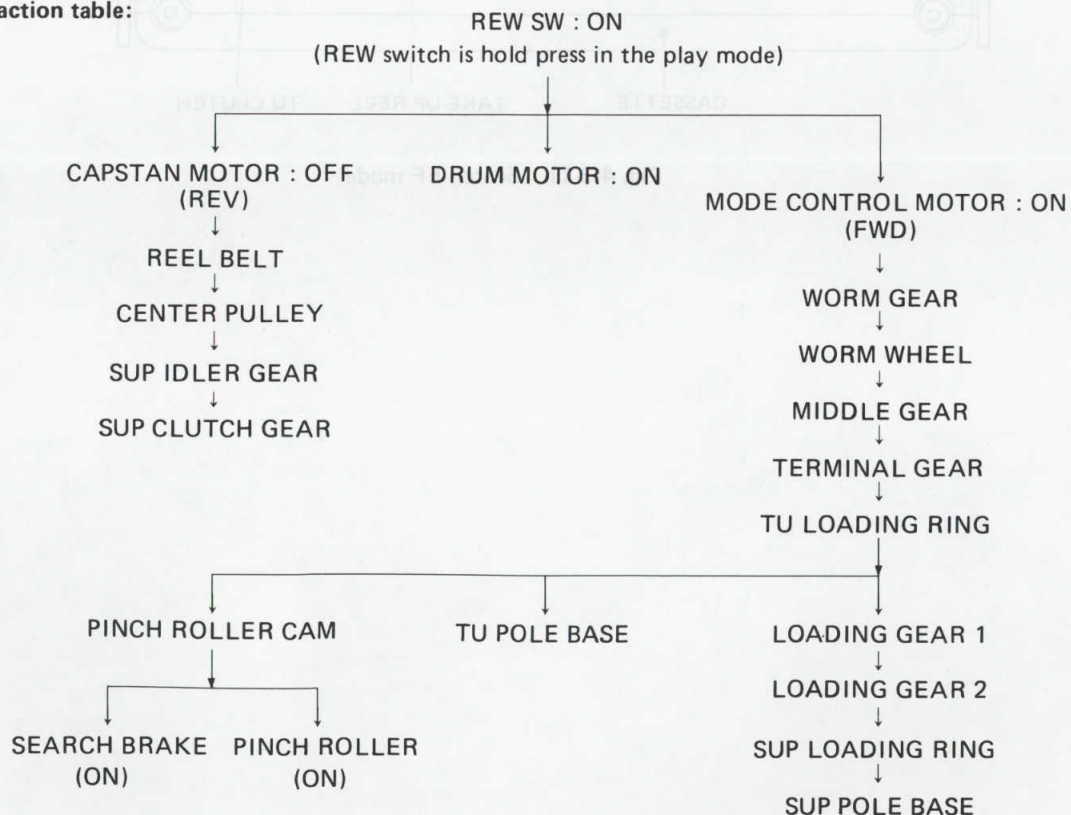 action table:
REW SW : ON
(REW switch is hold press in the play mode)
CAPSTAN MOTOR : OFF
(REV)
REEL BELT
CENTER PULLEY
SUP IDLER GEAR
SUP CLUTCH GEAR
DRUM MOTOR : ON
MODE CONTROL MOTOR : ON
(FWD)
WORM GEAR
WORM WHEEL
MIDDLE GEAR
TERMINAL GEAR
TU LOADING RING
PINCH ROLLER CAM
SEARCH BRAKE
(ON)
PINCH ROLLER
(ON)
TU POLE BASE
LOADING GEAR 1
LOADING GEAR 2
SUP LOADING RING
SUP POLE BASE